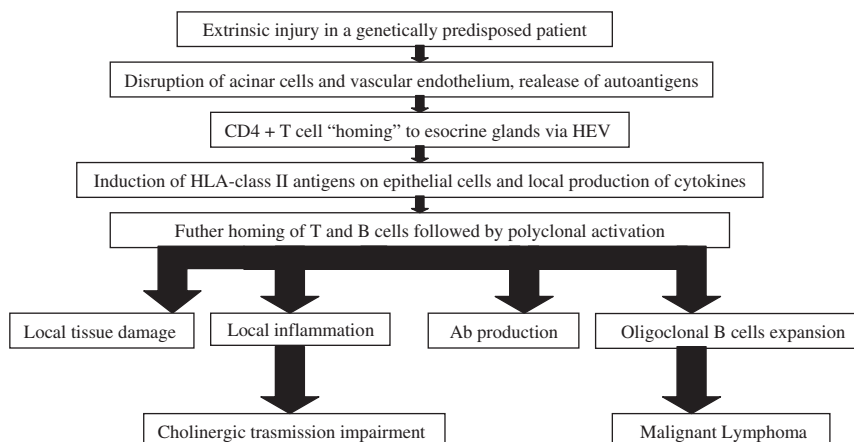 Extrinsic injury in a genetically predisposed patient
Disruption of acinar cells and vascular endothelium, realease of autoantigens
CD4 + T cell “homing” to esocrine glands via HEV
Induction of HLA-class II antigens on epithelial cells and local production of cytokines
Futher homing of T and B cells followed by polyclonal activation
Local tissue damage
Local inflammation
Ab production
Oligoclonal B cells expansion
Cholinergic trasmission impairment
Malignant Lymphoma